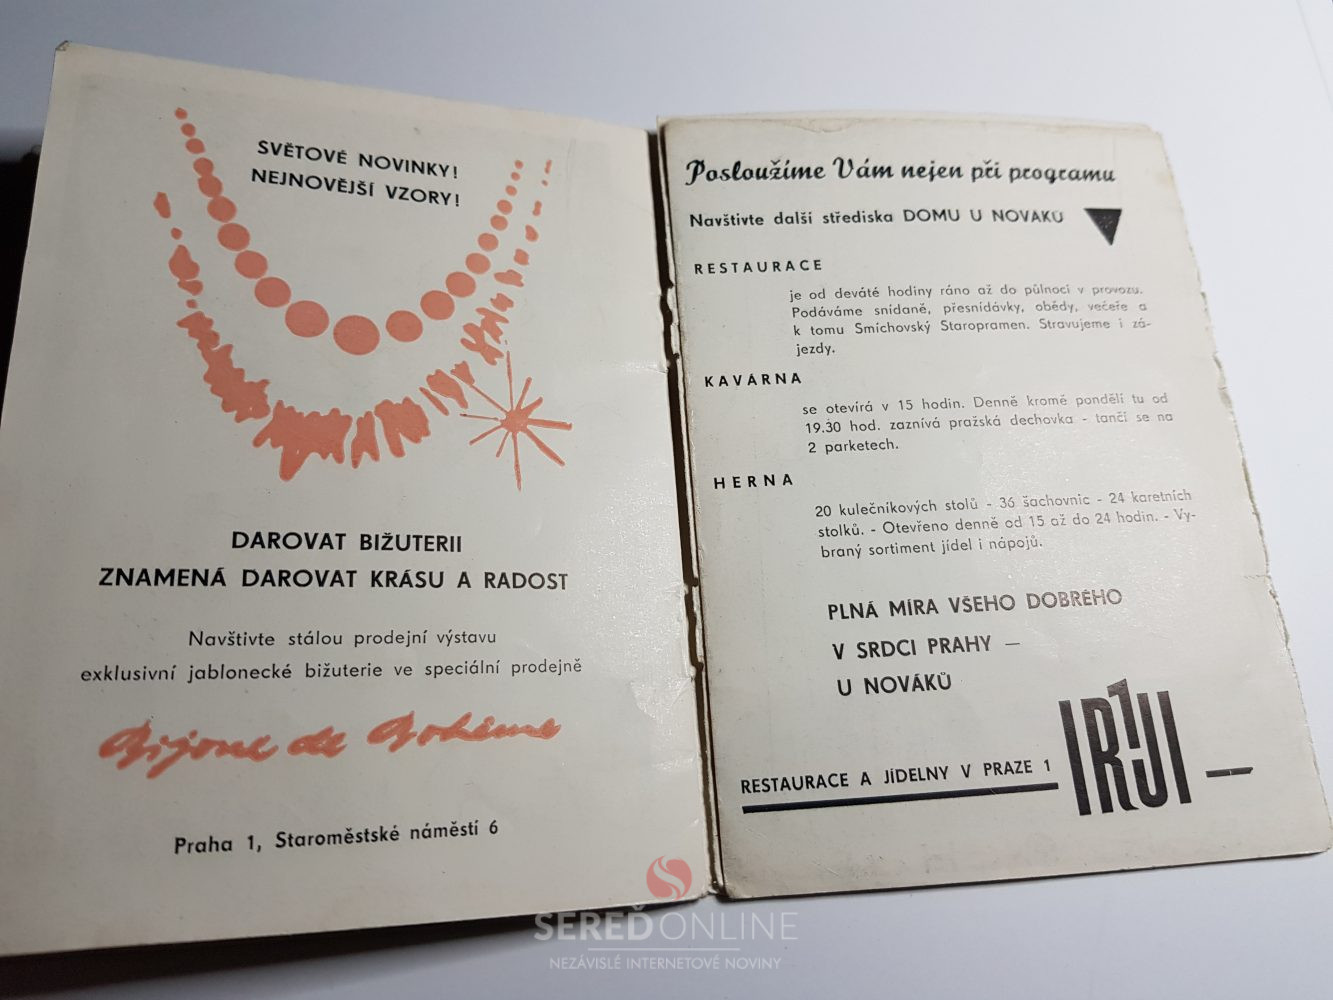 SVĚTOVÉ NOVINKY!
NEJNOVĚJŠÍ VZORY!
DAROVAT BIŽUTERII
ZNAMENÁ DAROVAT KRÁSU A RADOST
Navštivte stálou prodejní výstavu
exklusivní jablonecké bižuterie ve speciální prodejně
Bijoux de Bohème
Praha 1, Staroměstské náměstí 6
Posloužíme Vám nejen při programu
Navštivte další střediska DOMU U NOVÁKŮ
RESTAURACE
je od deváté hodiny ráno až do půlnoci v provozu.
Podáváme snídaně, přesnídávky, obědy, večeře a
k tomu Smíchovský Staropramen. Stravujeme i zá-
jezdy.
KAVÁRNA
se otevírá v 15 hodin. Denně kromě pondělí tu od
19.30 hod. zaznívá pražská dechovka - tančí se na
2 parketech.
HERNA
20 kulečníkových stolů - 36 šachovnic - 24 karetních
stolků. - Otevřeno denně od 15 až do 24 hodin. - Vy-
braný sortiment jídel i nápojů.
PLNÁ MÍRA VŠEHO DOBRÉHO
V SRDCI PRAHY —
U NOVÁKŮ
RESTAURACE A JÍDELNY V PRAZE 1
SEREĎONLINE
NEZÁVISLÉ INTERNETOVÉ NOVINY